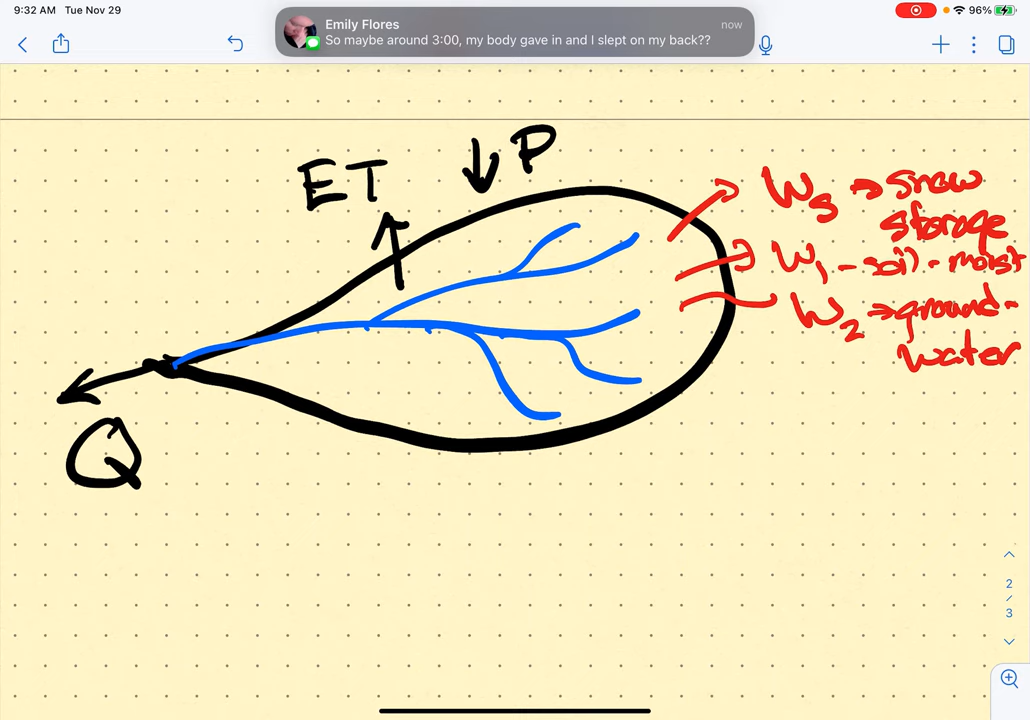 9:32 AM Tue Nov 29
96%
Emily Flores
now
So maybe around 3:00, my body gave in and I slept on my back??
ET
↓ P
Ws → snow
storage
W1 - soil - moist
W2 → ground-
water
Q
2
/
3